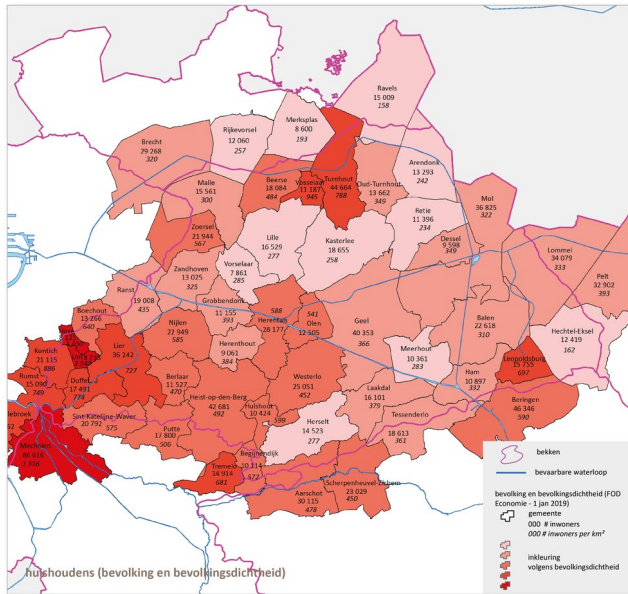 Ravels
15 009
158
Merksplas
8 600
193
Rijkevorsel
12 060
257
Brecht
29 268
320
Arendonk
13 293
242
Malle
15 561
300
Beerse
18 084
484
Vosselaar
11 187
945
Turnhout
44 664
788
Oud-Turnhout
13 662
349
Mol
36 825
322
Retie
11 396
234
Dessel
9 598
349
Zoersel
21 944
567
Lille
16 529
277
Kasterlee
18 655
258
Lommel
34 079
333
Pelt
32 902
393
Zandhoven
13 025
325
Vorselaar
7 861
285
Ranst
19 008
435
Grobbendonk
11 155
393
Boechout
13 266
640
588
Herentals
28 177
541
Olen
12 505
Geel
40 353
366
Balen
22 618
310
Hechtel-Eksel
12 419
162
Nijlen
22 949
585
Kontich
21 115
886
Lier
36 242
727
Herenthout
9 061
384
Meerhout
10 361
283
Leopoldsburg
15 755
697
Rumst
15 098
749
Duffel
17 491
774
Berlaar
11 527
470
Westerlo
25 051
452
Laakdal
16 101
379
Ham
10 897
332
Heist-op-den-Berg
42 681
492
Hulshout
10 424
599
Beringen
46 346
590
Sint-Katelijne-Waver
20 792
575
Herselt
14 523
277
Tessenderlo
18 613
361
Putte
17 800
506
Mechelen
86 616
1 316
Tremelo
14 914
681
Begijnendijk
10 114
572
Scherpenheuvel-Zichem
23 029
450
Aarschot
30 115
478
bekken
bevaarbare waterloop
bevolking en bevolkingsdichtheid (FOD
Economie - 1 jan 2019)
gemeente
000 # inwoners
000 # inwoners per km²
inkleuring
volgens bevolkingsdichtheid
huishoudens (bevolking en bevolkingsdichtheid)